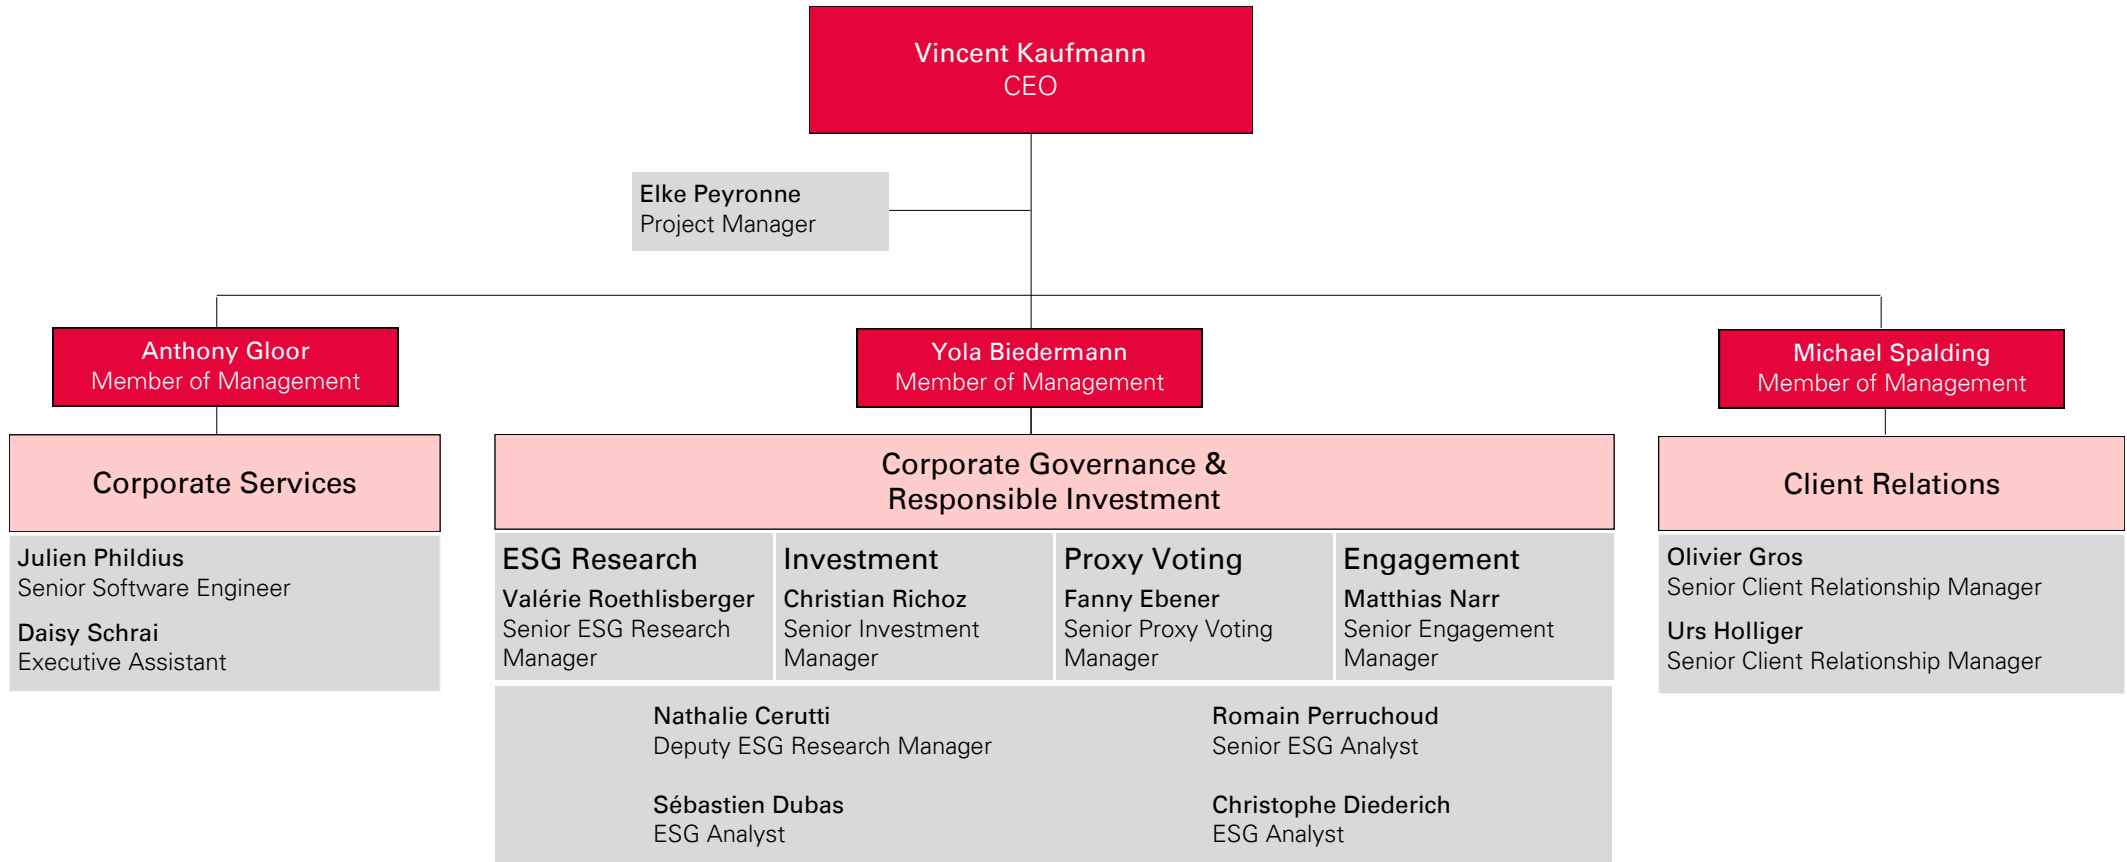 Vincent Kaufmann
CEO
Elke Peyronne
Project Manager
Anthony Gloor
Member of Management
Yola Biedermann
Member of Management
Michael Spalding
Member of Management
Corporate Services
Julien Phildius
Senior Software Engineer
Daisy Schrai
Executive Assistant
Corporate Governance &
Responsible Investment
ESG Research
Valérie Roethlisberger
Senior ESG Research
Manager
Investment
Christian Richoz
Senior Investment
Manager
Proxy Voting
Fanny Ebener
Senior Proxy Voting
Manager
Engagement
Matthias Narr
Senior Engagement
Manager
Nathalie Cerutti
Deputy ESG Research Manager
Romain Perruchoud
Senior ESG Analyst
Sébastien Dubas
ESG Analyst
Christophe Diederich
ESG Analyst
Client Relations
Olivier Gros
Senior Client Relationship Manager
Urs Holliger
Senior Client Relationship Manager